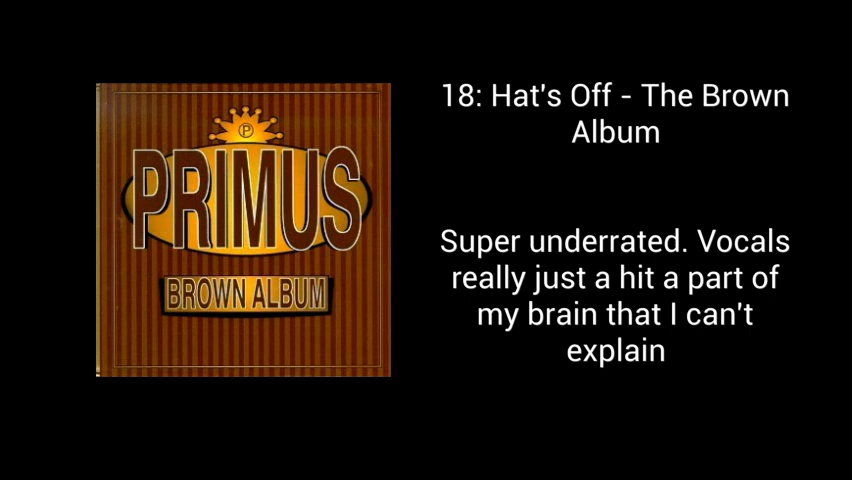 P
PRIMUS
BROWN ALBUM
18: Hat's Off - The Brown
Album
Super underrated. Vocals
really just a hit a part of
my brain that I can't
explain